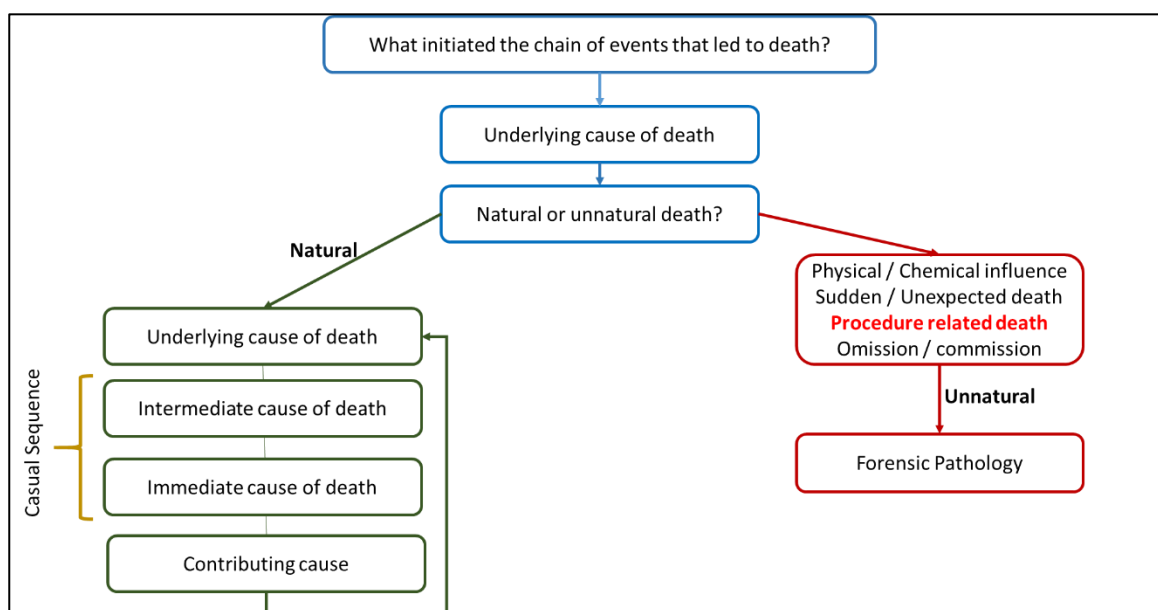 What initiated the chain of events that led to death?
Underlying cause of death
Natural or unnatural death?
Natural
Physical / Chemical influence
Sudden / Unexpected death
Procedure related death
Omission / commission
Underlying cause of death
Unnatural
Casual Sequence
Intermediate cause of death
Forensic Pathology
Immediate cause of death
Contributing cause